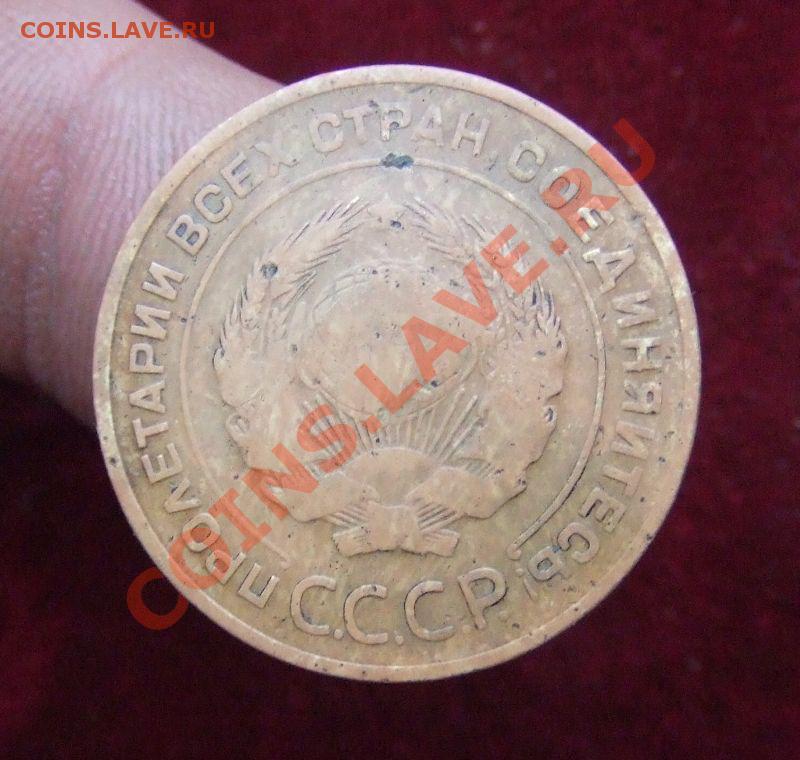 COINS.LAVE.RU
ПРОЛЕТАРИИ ВСЕХ СТРАН, СОЕДИНЯЙТЕСЬ!
С.С.С.Р.
COINS.LAVE.RU